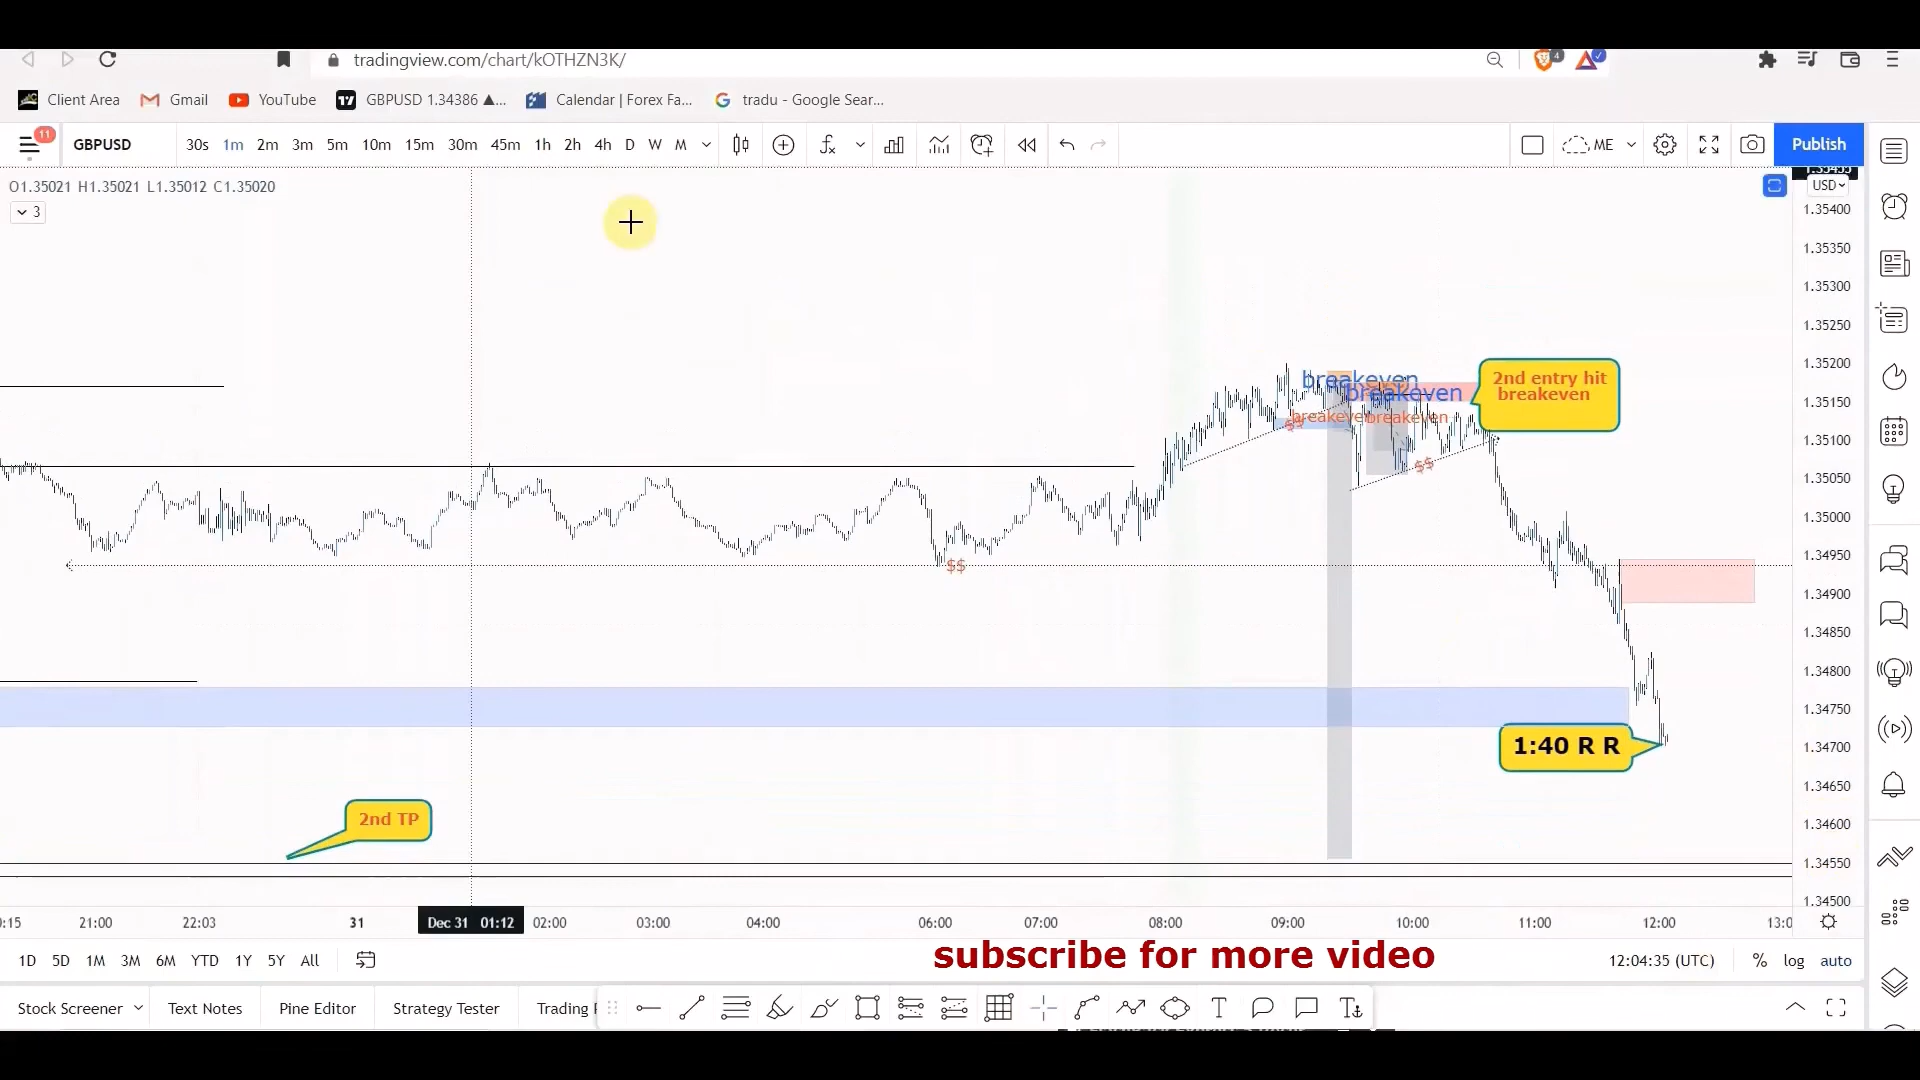 tradingview.com/chart/kOTHZN3K/
4
Client Area
Gmail
YouTube
GBPUSD 1.34386 ▲...
Calendar | Forex Fa...
tradu - Google Sear...
11
GBPUSD
30s 1m 2m 3m 5m 10m 15m 30m 45m 1h 2h 4h D W M
ME
Publish
O1.35021 H1.35021 L1.35012 C1.35020
3
USD
1.35400
1.35350
1.35300
1.35250
1.35200
1.35150
1.35100
1.35050
1.35000
1.34950
1.34900
1.34850
1.34800
1.34750
1.34700
1.34650
1.34600
1.34550
1.34500
breakeven
breakeven
breakeven
breakeven
$$
$$
$$
2nd entry hit
breakeven
1:40 R R
2nd TP
21:00
22:03
31
Dec 31 01:12
02:00
03:00
04:00
06:00
07:00
08:00
09:00
10:00
11:00
12:00
subscribe for more video
1D 5D 1M 3M 6M YTD 1Y 5Y All
12:04:35 (UTC)
% log auto
Stock Screener
Text Notes
Pine Editor
Strategy Tester
Trading